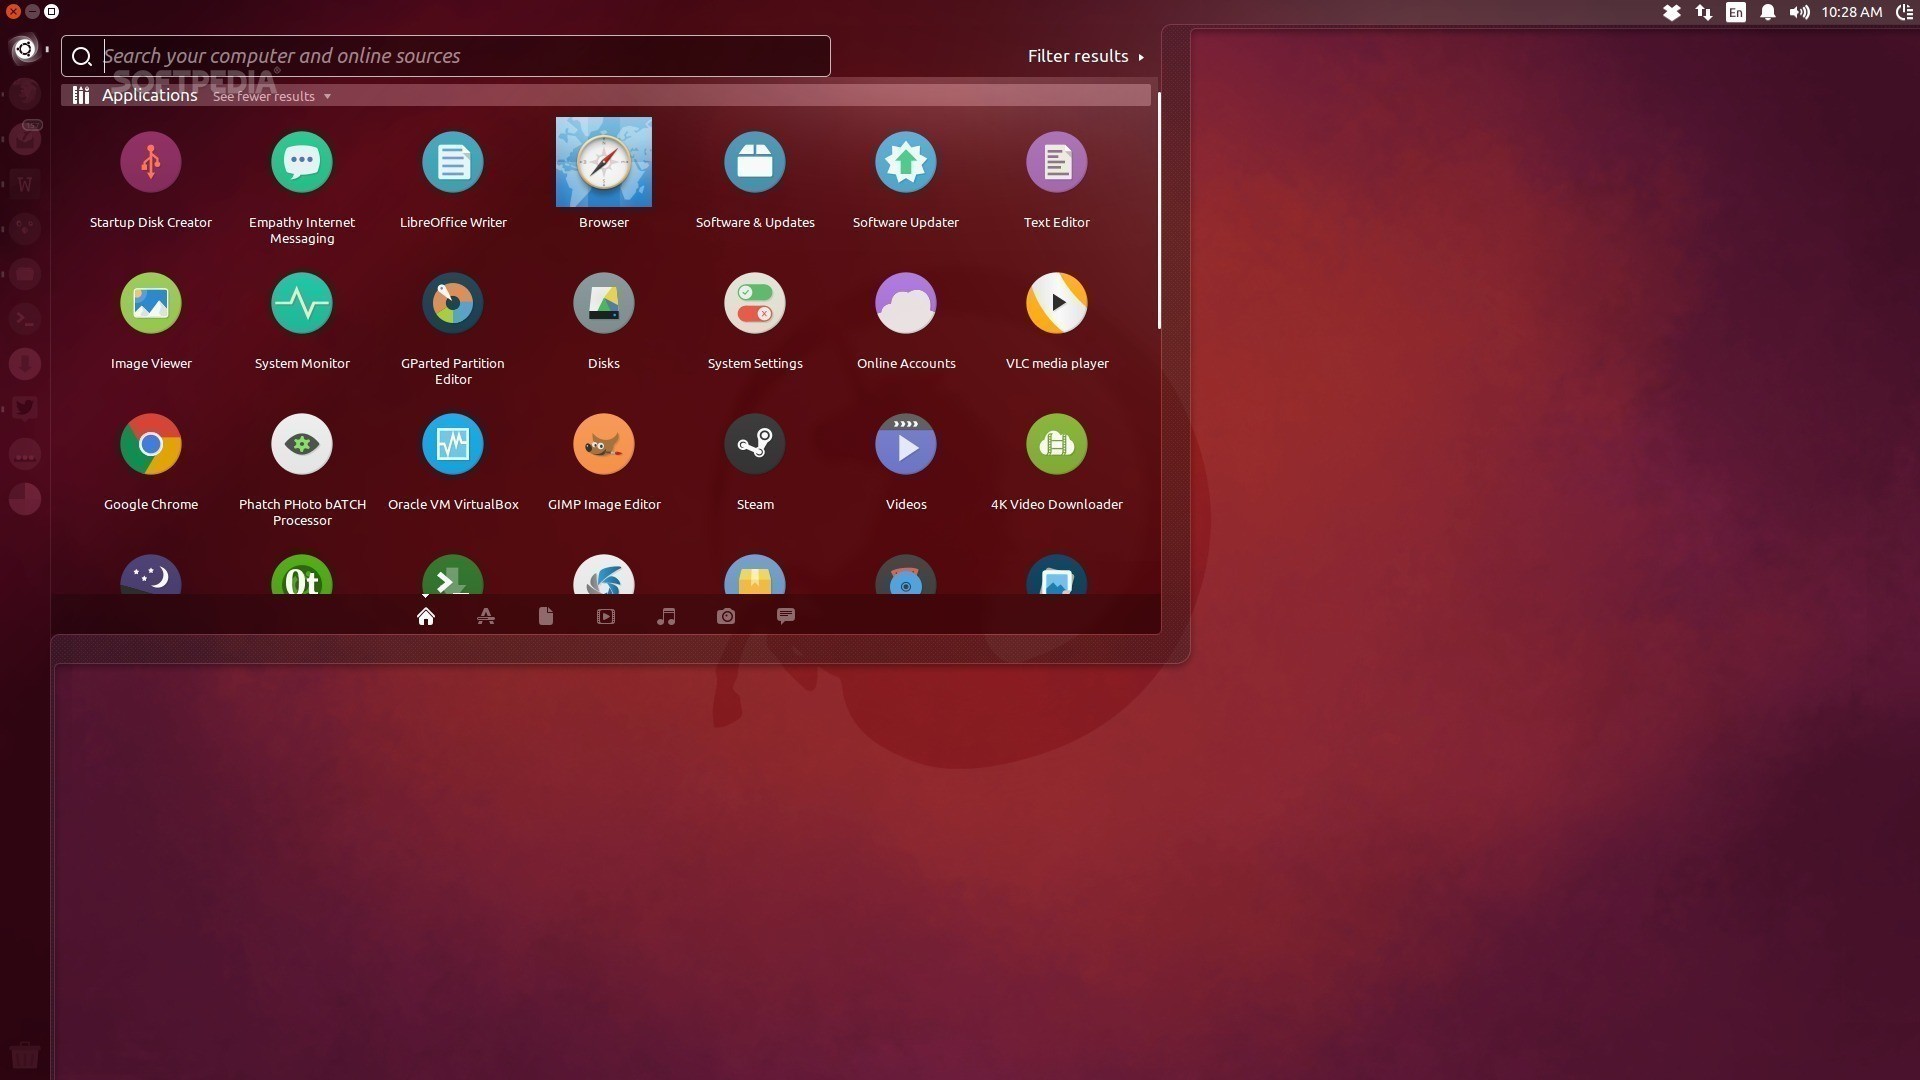 En
10:28 AM
Search your computer and online sources
Filter results
SOFTPEDIA®
Applications See fewer results
Startup Disk Creator
Empathy Internet
Messaging
LibreOffice Writer
Browser
Software & Updates
Software Updater
Text Editor
W
Image Viewer
System Monitor
GParted Partition
Editor
Disks
System Settings
Online Accounts
VLC media player
Google Chrome
Phatch PHoto bATCH
Processor
Oracle VM VirtualBox
GIMP Image Editor
Steam
Videos
4K Video Downloader
Qt